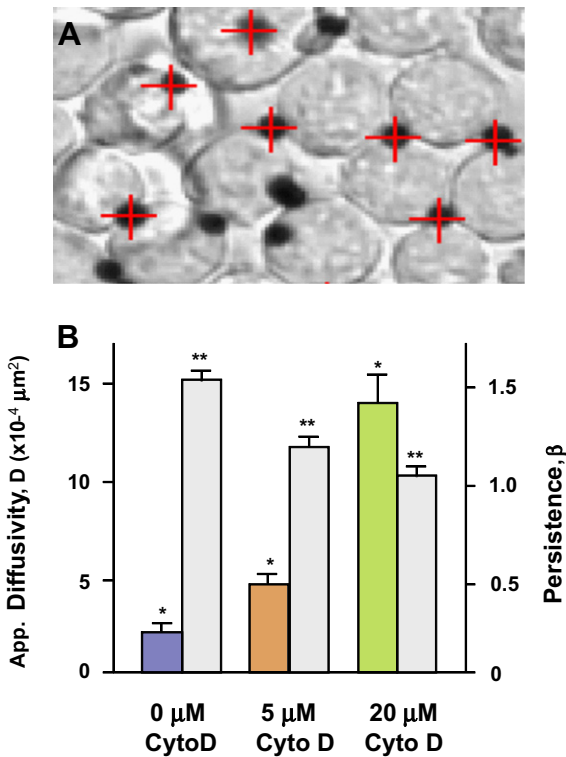 A
B
App. Diffusivity, D (x10-4 µm2)
15
10
5
0
**
*
**
*
*
**
1.5
1.0
0.5
0
Persistence, β
0 µM
CytoD
5 µM
Cyto D
20 µM
Cyto D